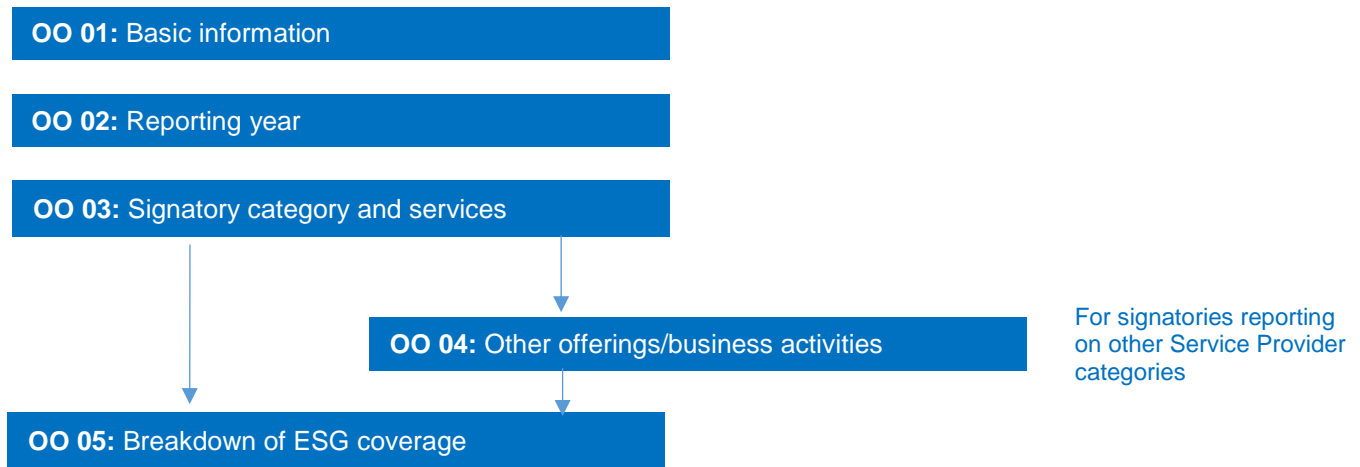 OO 01: Basic information
OO 02: Reporting year
OO 03: Signatory category and services
OO 04: Other offerings/business activities
For signatories reporting
on other Service Provider
categories
OO 05: Breakdown of ESG coverage